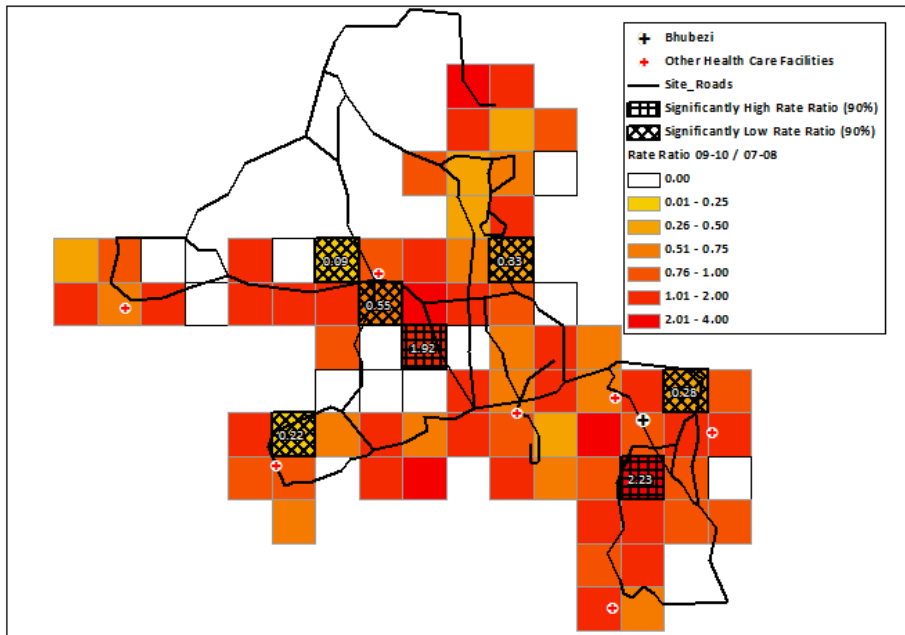 Bhubezi
Other Health Care Facilities
Site_Roads
Significantly High Rate Ratio (90%)
Significantly Low Rate Ratio (90%)
Rate Ratio 09-10 / 07-08
0.00
0.01 - 0.25
0.26 - 0.50
0.51 - 0.75
0.76 - 1.00
1.01 - 2.00
2.01 - 4.00
0.09
0.33
0.55
1.92
0.28
0.22
2.23